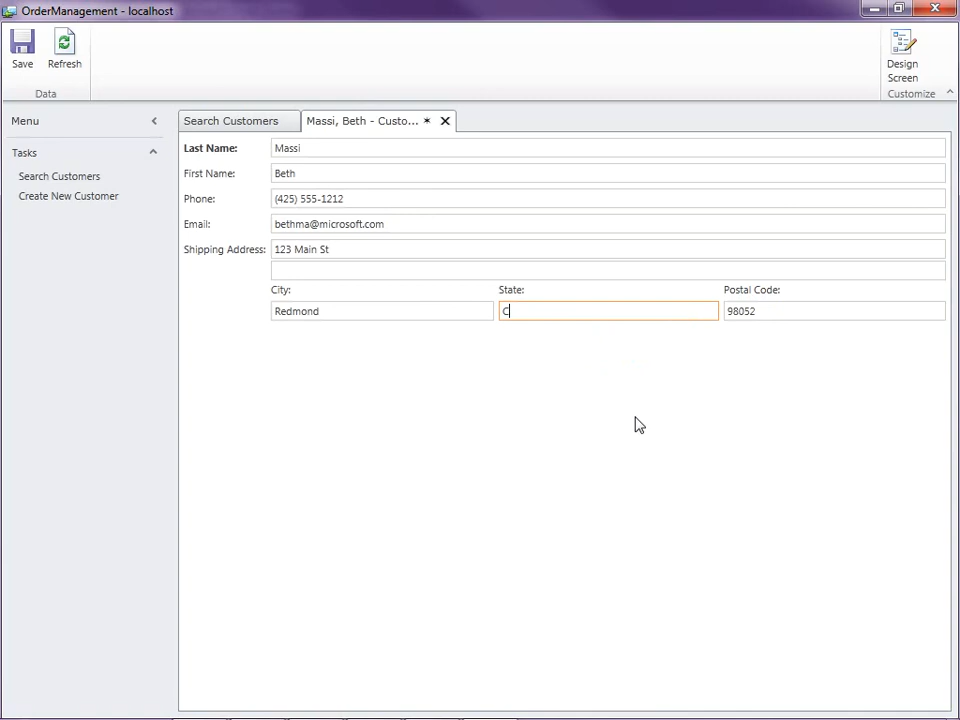 OrderManagement - localhost
Save
Refresh
Design
Screen
Data
Customize
Menu
Search Customers
Massi, Beth - Custo... *
Tasks
Search Customers
Create New Customer
Last Name:
Massi
First Name:
Beth
Phone:
(425) 555-1212
Email:
bethma@microsoft.com
Shipping Address:
123 Main St
City:
State:
Postal Code:
Redmond
C
98052